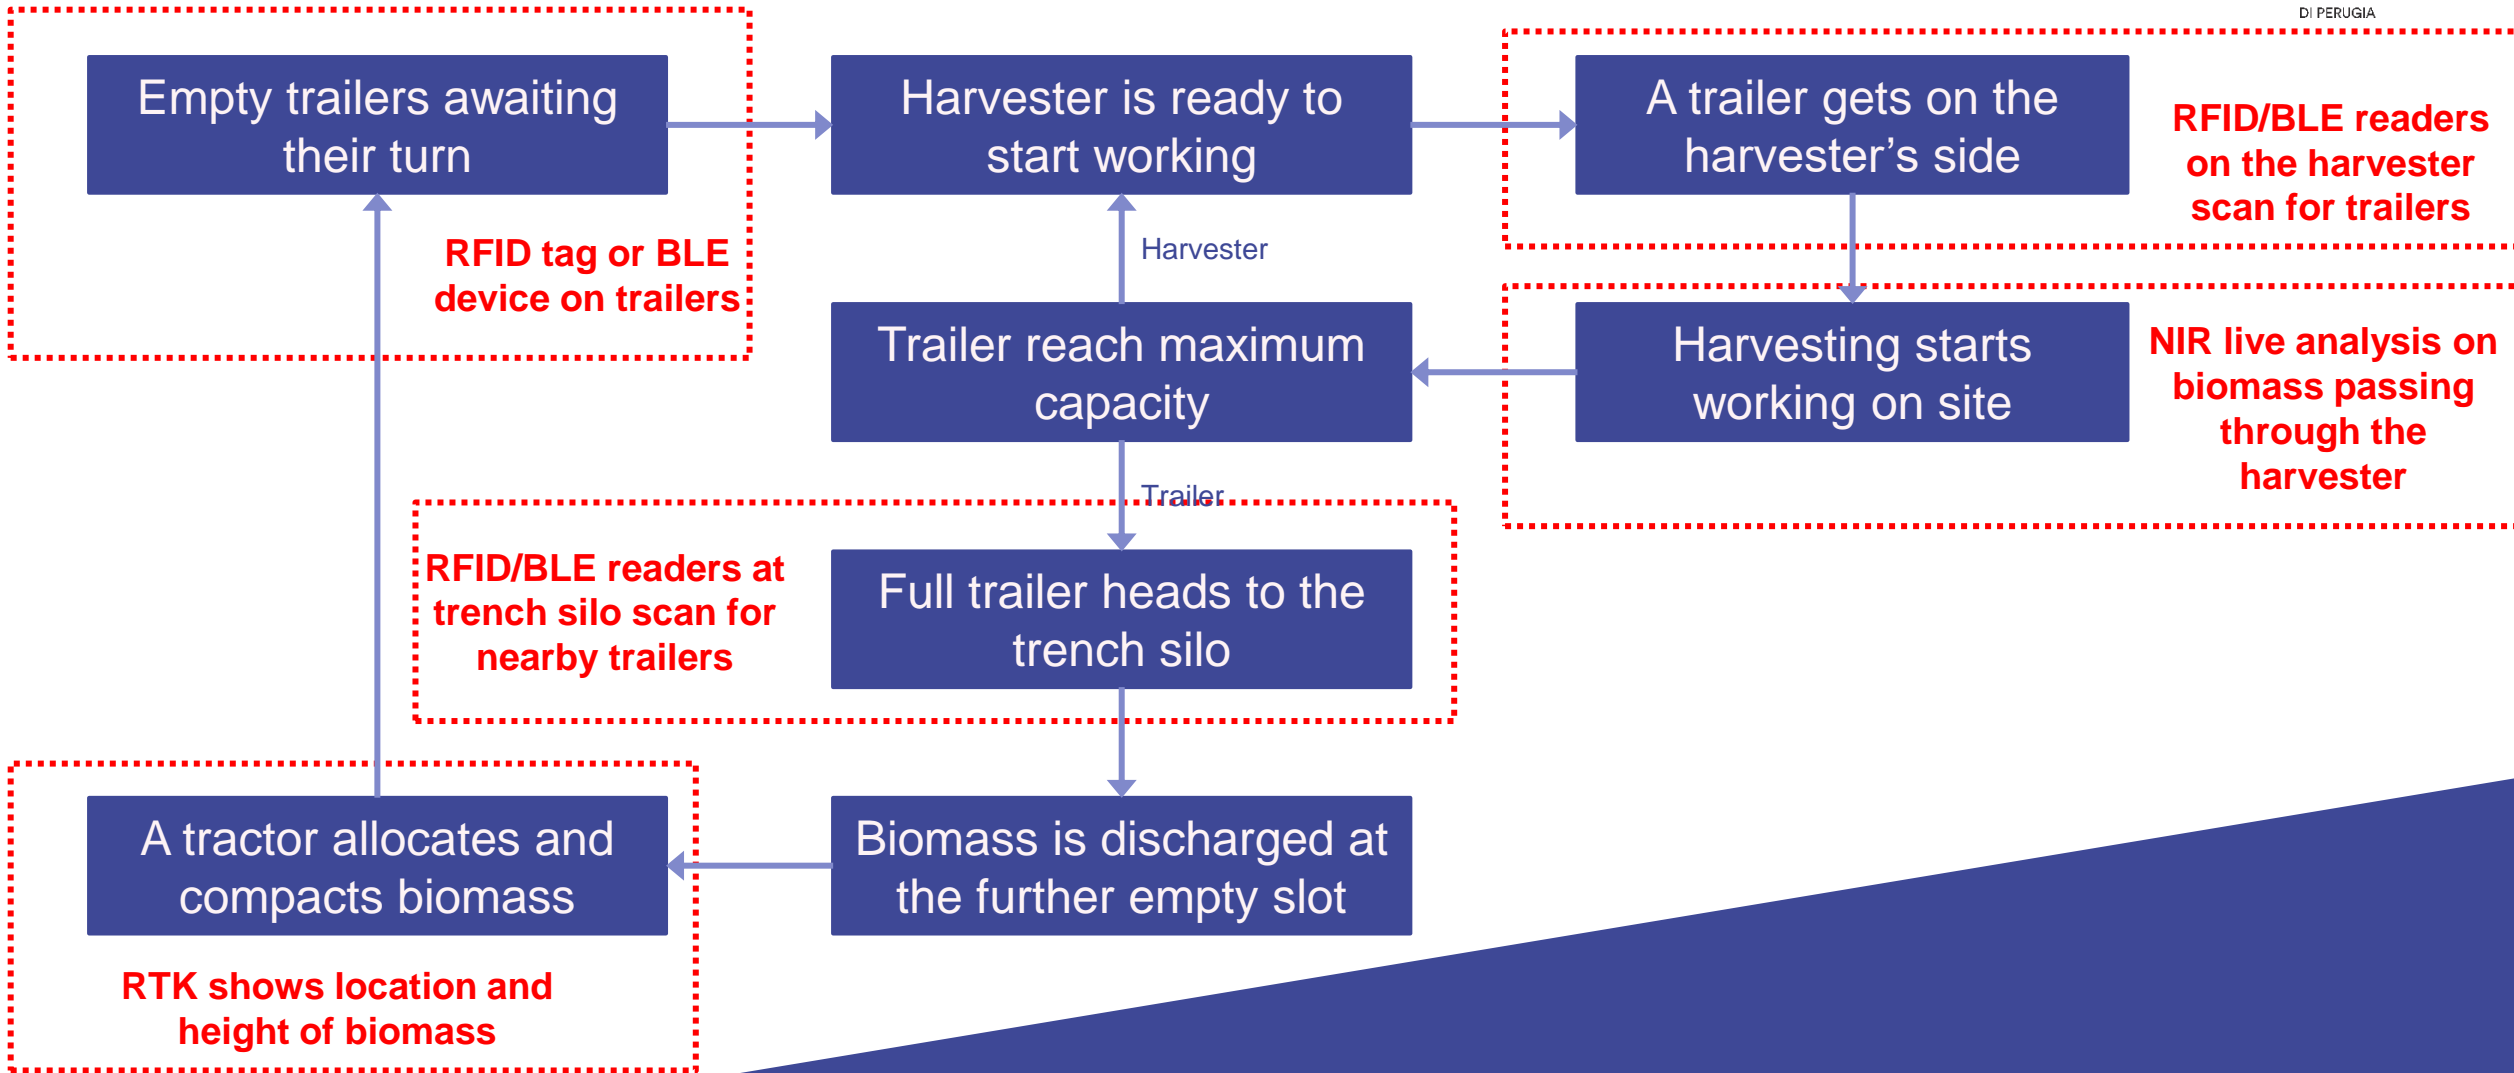 DI PERUGIA
Empty trailers awaiting
their turn
Harvester is ready to
start working
A trailer gets on the
harvester’s side
RFID/BLE readers
on the harvester
scan for trailers
RFID tag or BLE
device on trailers
Harvester
Trailer reach maximum
capacity
Harvesting starts
working on site
NIR live analysis on
biomass passing
through the
harvester
Trailer
RFID/BLE readers at
trench silo scan for
nearby trailers
Full trailer heads to the
trench silo
A tractor allocates and
compacts biomass
Biomass is discharged at
the further empty slot
RTK shows location and
height of biomass